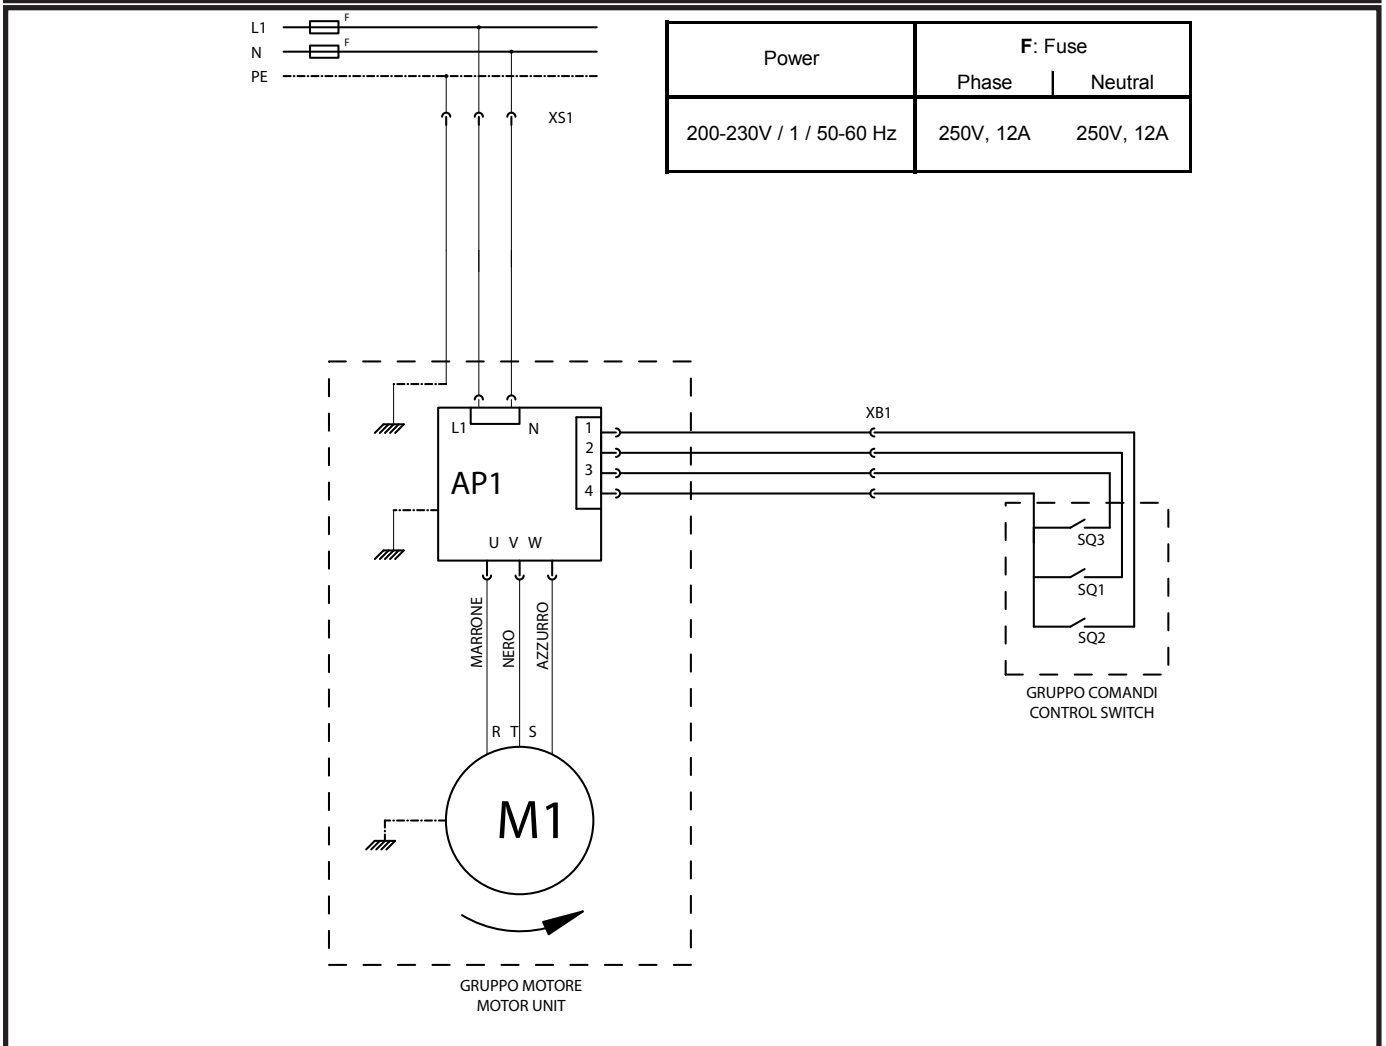 L1
F
N
F
PE
XS1
Power
F: Fuse
Phase
Neutral
200-230V / 1 / 50-60 Hz
250V, 12A
250V, 12A
L1
N
AP1
1
2
3
4
XB1
U V W
MARRONE
NERO
AZZURRO
R T S
M1
SQ3
SQ1
SQ2
GRUPPO COMANDI
CONTROL SWITCH
GRUPPO MOTORE
MOTOR UNIT